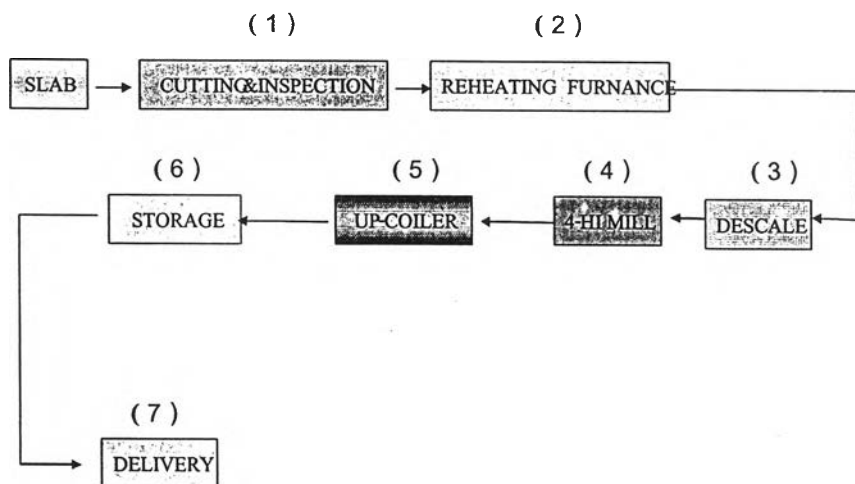 (1) (2)
SLAB CUTTING&INSPECTION REHEATING FURNANCE
(6) (5) (4) (3)
STORAGE UP-COILER 4-HI MILL DESCALE
(7)
DELIVERY